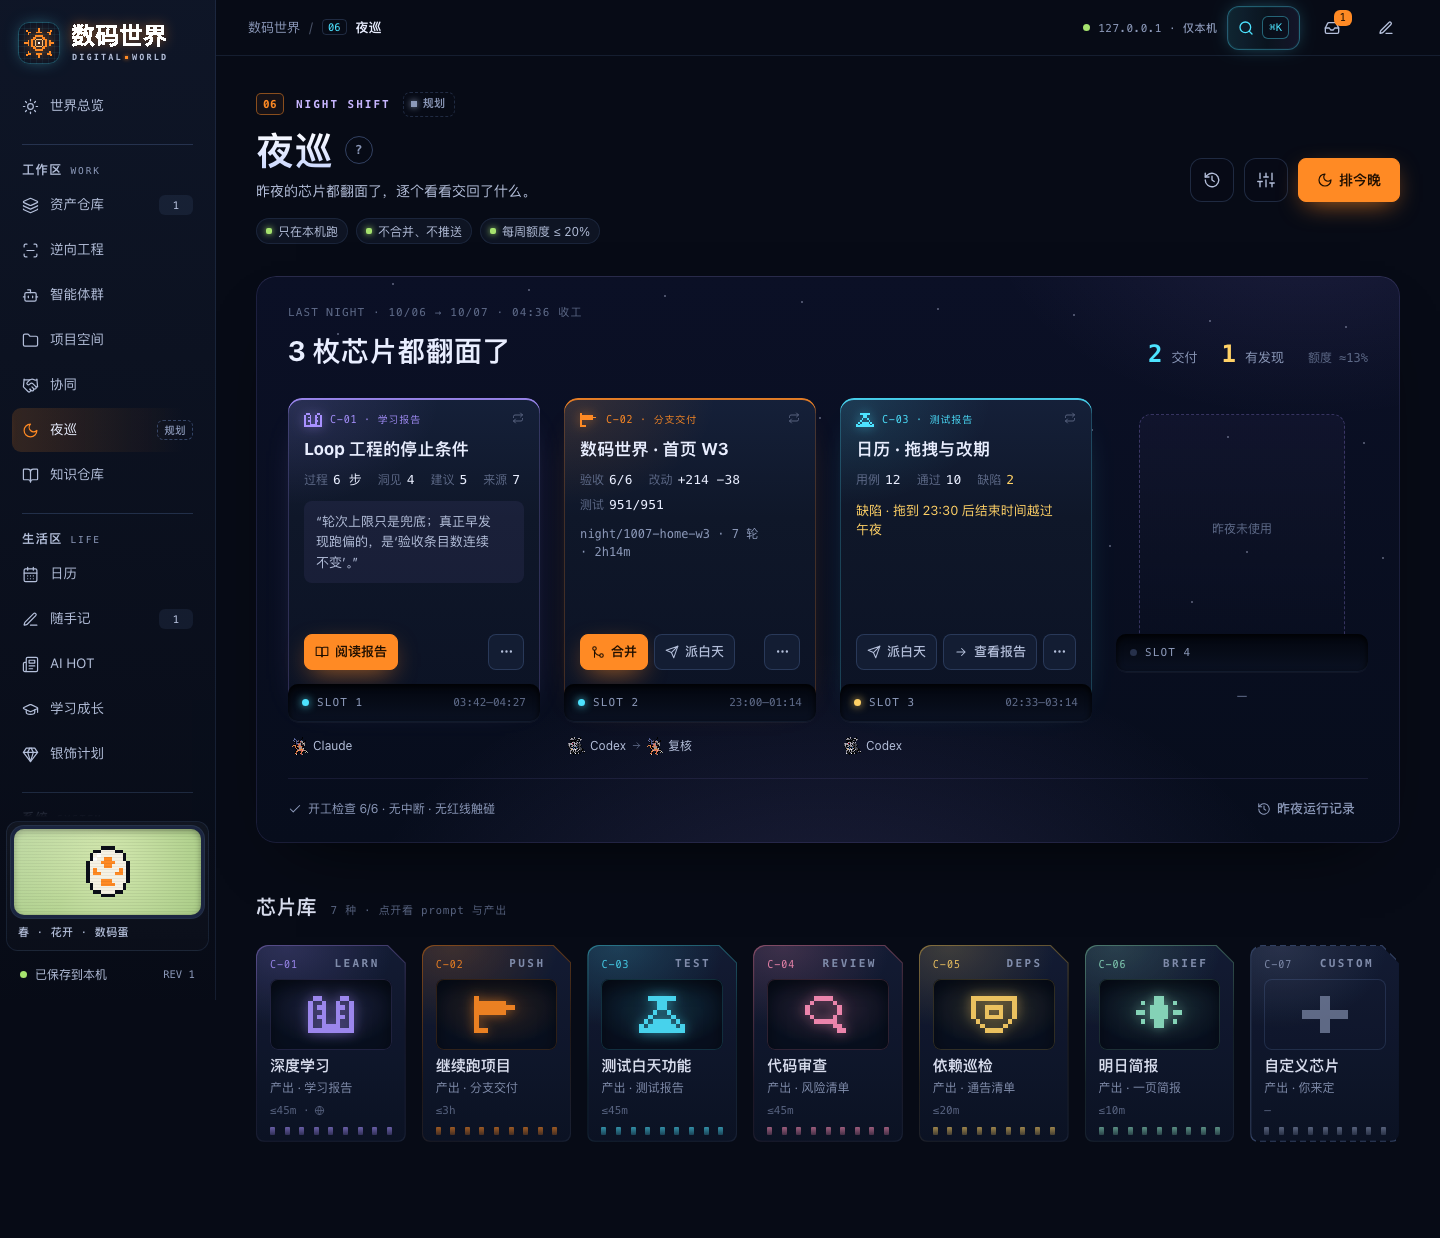 数码世界
DIGITAL WORLD
世界总览
工作区 WORK
资产仓库 1
逆向工程
智能体群
项目空间
协同
夜巡 规划
知识仓库
生活区 LIFE
日历
随手记 1
AI HOT
学习成长
银饰计划
春 · 花开 · 数码蛋
已保存到本机 REV 1
数码世界 / 06 夜巡
127.0.0.1 · 仅本机 ⌘K 1
06 NIGHT SHIFT 规划
夜巡 ?
昨夜的芯片都翻面了，逐个看看交回了什么。
排今晚
只在本机跑 不合并、不推送 每周额度 ≤ 20%
LAST NIGHT · 10/06 → 10/07 · 04:36 收工
3 枚芯片都翻面了
2 交付 1 有发现 额度 ≈13%
C-01 · 学习报告
Loop 工程的停止条件
过程 6 步 洞见 4 建议 5 来源 7
“轮次上限只是兜底；真正早发
现跑偏的，是‘验收条目数连续
不变’。”
阅读报告 ···
SLOT 1 03:42—04:27
Claude
C-02 · 分支交付
数码世界 · 首页 W3
验收 6/6 改动 +214 −38
测试 951/951
night/1007-home-w3 · 7 轮
· 2h14m
合并 派白天 ···
SLOT 2 23:00—01:14
Codex → 复核
C-03 · 测试报告
日历 · 拖拽与改期
用例 12 通过 10 缺陷 2
缺陷 · 拖到 23:30 后结束时间越过
午夜
派白天 查看报告 ···
SLOT 3 02:33—03:14
Codex
昨夜未使用
SLOT 4
—
开工检查 6/6 · 无中断 · 无红线触碰
昨夜运行记录
芯片库 7 种 · 点开看 prompt 与产出
C-01 LEARN
深度学习
产出 · 学习报告
≤45m ·
C-02 PUSH
继续跑项目
产出 · 分支交付
≤3h
C-03 TEST
测试白天功能
产出 · 测试报告
≤45m
C-04 REVIEW
代码审查
产出 · 风险清单
≤45m
C-05 DEPS
依赖巡检
产出 · 通告清单
≤20m
C-06 BRIEF
明日简报
产出 · 一页简报
≤10m
C-07 CUSTOM
自定义芯片
产出 · 你来定
—